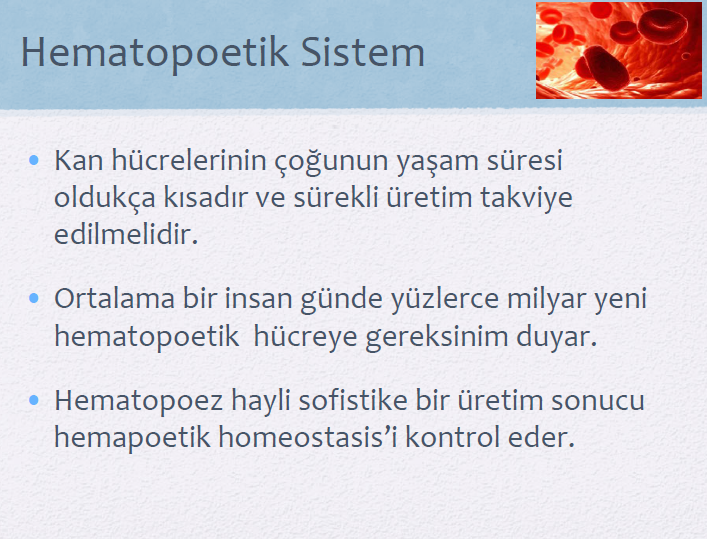 Hematopoetik Sistem
• Kan hücrelerinin çoğunun yaşam süresi
oldukça kısadır ve sürekli üretim takviye
edilmelidir.
• Ortalama bir insan günde yüzlerce milyar yeni
hematopoetik  hücreye gereksinim duyar.
• Hematopoez hayli sofistike bir üretim sonucu
hemapoetik homeostasis’i kontrol eder.